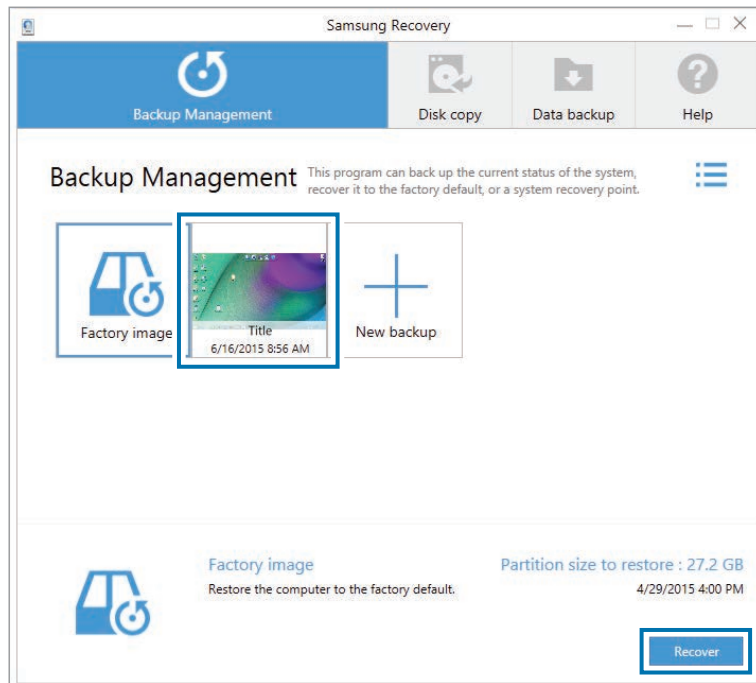 Samsung Recovery
Backup Management
Disk copy
Data backup
Help
Backup Management
This program can back up the current status of the system,
recover it to the factory default, or a system recovery point.
Factory image
Title
6/16/2015 8:56 AM
New backup
Factory image
Restore the computer to the factory default.
Partition size to restore : 27.2 GB
4/29/2015 4:00 PM
Recover